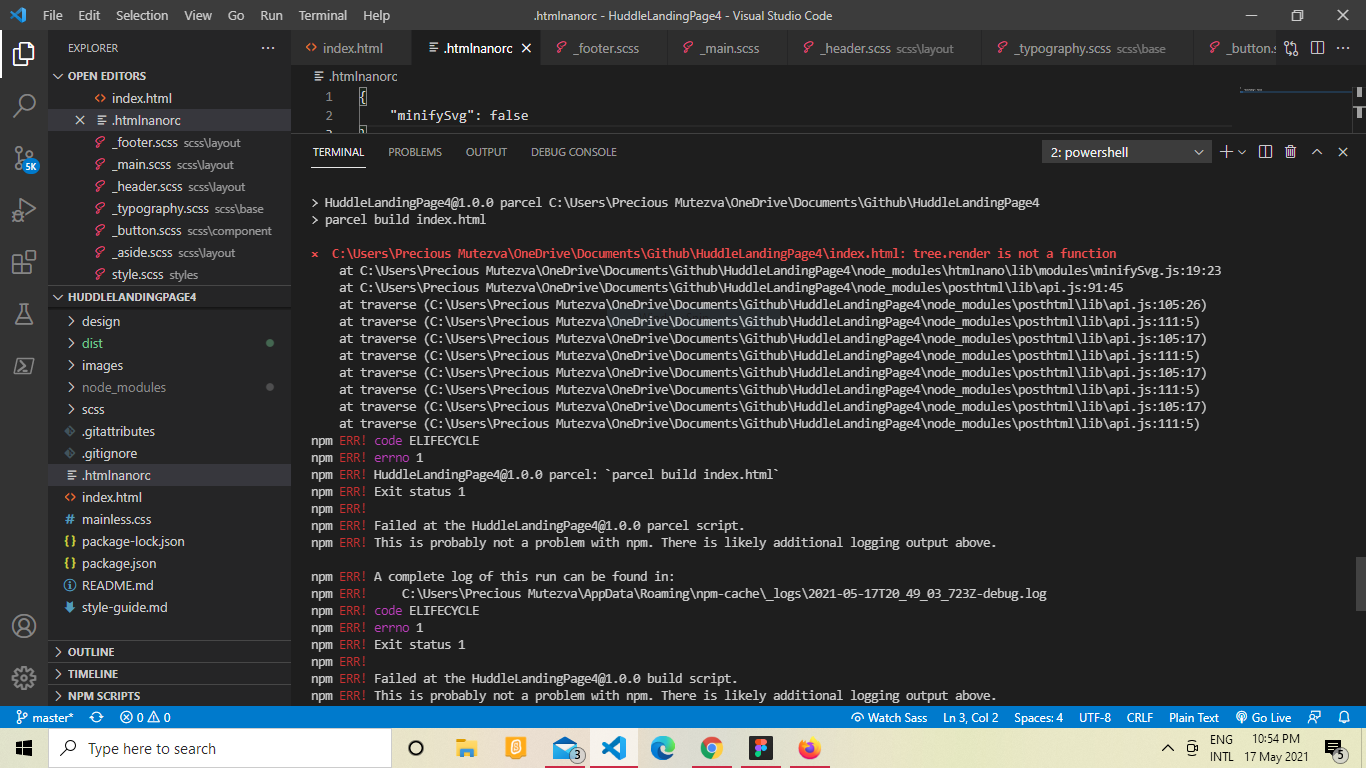 File Edit Selection View Go Run Terminal Help .htmlnanorc - HuddleLandingPage4 - Visual Studio Code
EXPLORER
index.html .htmlnanorc _footer.scss _main.scss _header.scss scss\layout _typography.scss scss\base _button.s
OPEN EDITORS
index.html
.htmlnanorc
_footer.scss scss\layout
_main.scss scss\layout
_header.scss scss\layout
_typography.scss scss\base
_button.scss scss\component
_aside.scss scss\layout
style.scss styles
HUDDLELANDINGPAGE4
design
dist
images
node_modules
scss
.gitattributes
.gitignore
.htmlnanorc
index.html
mainless.css
package-lock.json
package.json
README.md
style-guide.md
OUTLINE
TIMELINE
NPM SCRIPTS
5K
.htmlnanorc
1 {
2 "minifySvg": false
3 }
TERMINAL PROBLEMS OUTPUT DEBUG CONSOLE 2: powershell
> HuddleLandingPage4@1.0.0 parcel C:\Users\Precious Mutezva\OneDrive\Documents\Github\HuddleLandingPage4
> parcel build index.html
× C:\Users\Precious Mutezva\OneDrive\Documents\Github\HuddleLandingPage4\index.html: tree.render is not a function
at C:\Users\Precious Mutezva\OneDrive\Documents\Github\HuddleLandingPage4\node_modules\htmlnano\lib\modules\minifySvg.js:19:23
at C:\Users\Precious Mutezva\OneDrive\Documents\Github\HuddleLandingPage4\node_modules\posthtml\lib\api.js:91:45
at traverse (C:\Users\Precious Mutezva\OneDrive\Documents\Github\HuddleLandingPage4\node_modules\posthtml\lib\api.js:105:26)
at traverse (C:\Users\Precious Mutezva\OneDrive\Documents\Github\HuddleLandingPage4\node_modules\posthtml\lib\api.js:111:5)
at traverse (C:\Users\Precious Mutezva\OneDrive\Documents\Github\HuddleLandingPage4\node_modules\posthtml\lib\api.js:105:17)
at traverse (C:\Users\Precious Mutezva\OneDrive\Documents\Github\HuddleLandingPage4\node_modules\posthtml\lib\api.js:111:5)
at traverse (C:\Users\Precious Mutezva\OneDrive\Documents\Github\HuddleLandingPage4\node_modules\posthtml\lib\api.js:105:17)
at traverse (C:\Users\Precious Mutezva\OneDrive\Documents\Github\HuddleLandingPage4\node_modules\posthtml\lib\api.js:111:5)
at traverse (C:\Users\Precious Mutezva\OneDrive\Documents\Github\HuddleLandingPage4\node_modules\posthtml\lib\api.js:105:17)
at traverse (C:\Users\Precious Mutezva\OneDrive\Documents\Github\HuddleLandingPage4\node_modules\posthtml\lib\api.js:111:5)
npm ERR! code ELIFECYCLE
npm ERR! errno 1
npm ERR! HuddleLandingPage4@1.0.0 parcel: `parcel build index.html`
npm ERR! Exit status 1
npm ERR!
npm ERR! Failed at the HuddleLandingPage4@1.0.0 parcel script.
npm ERR! This is probably not a problem with npm. There is likely additional logging output above.
npm ERR! A complete log of this run can be found in:
npm ERR! C:\Users\Precious Mutezva\AppData\Roaming\npm-cache\_logs\2021-05-17T20_49_03_723Z-debug.log
npm ERR! code ELIFECYCLE
npm ERR! errno 1
npm ERR! Exit status 1
npm ERR!
npm ERR! Failed at the HuddleLandingPage4@1.0.0 build script.
npm ERR! This is probably not a problem with npm. There is likely additional logging output above.
master* 0 0 Watch Sass Ln 3, Col 2 Spaces: 4 UTF-8 CRLF Plain Text Go Live
Type here to search 3 ENG INTL 10:54 PM 17 May 2021 5